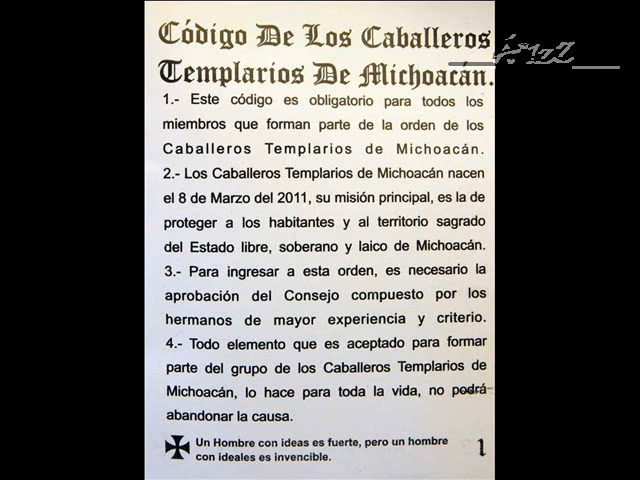 Código De Los Caballeros
Templarios De Michoacán.
1.- Este código es obligatorio para todos los
miembros que forman parte de la orden de los
Caballeros Templarios de Michoacán.
2.- Los Caballeros Templarios de Michoacán nacen
el 8 de Marzo del 2011, su misión principal, es la de
proteger a los habitantes y al territorio sagrado
del Estado libre, soberano y laico de Michoacán.
3.- Para ingresar a esta orden, es necesario la
aprobación del Consejo compuesto por los
hermanos de mayor experiencia y criterio.
4.- Todo elemento que es aceptado para formar
parte del grupo de los Caballeros Templarios de
Michoacán, lo hace para toda la vida, no podrá
abandonar la causa.
Un Hombre con ideas es fuerte, pero un hombre
con ideales es invencible.
1